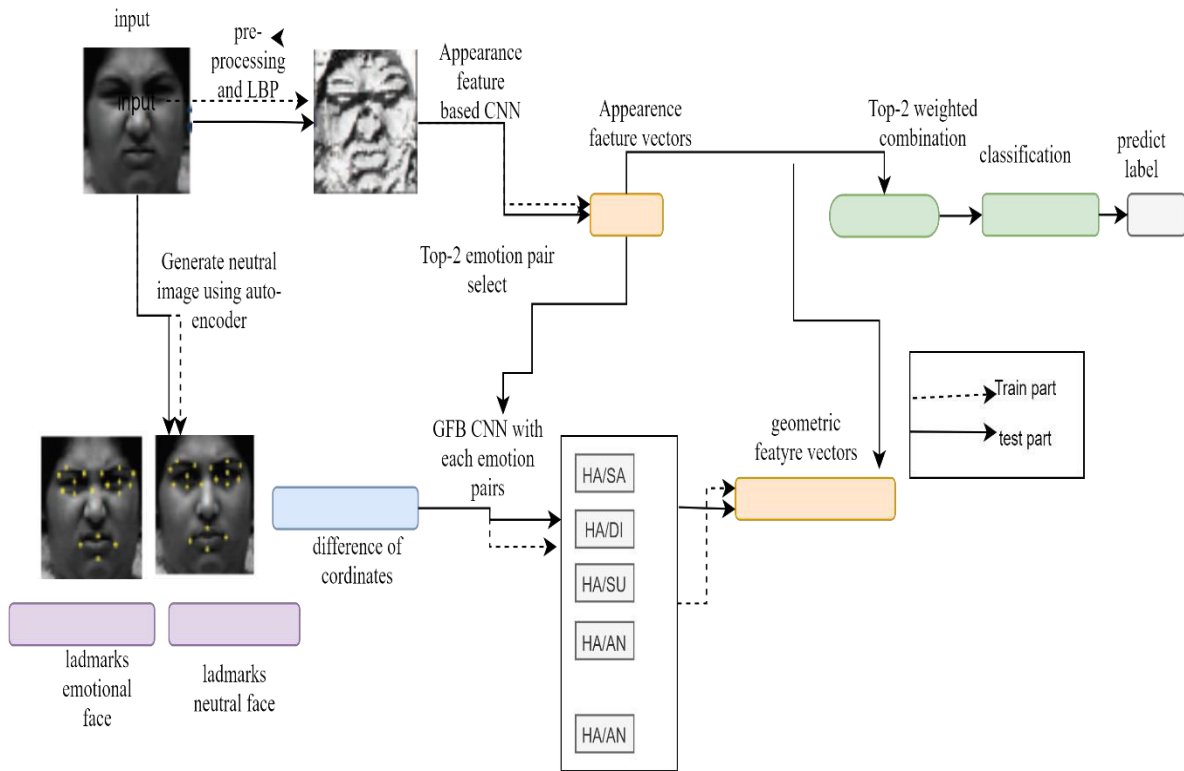 input
pre-
processing
and LBP
input
Appearance
feature
based CNN
Appearence
faeture vectors
Top-2 weighted
combination
classification
predict
label
Generate neutral
image using auto-
encoder
Top-2 emotion pair
select
GFB CNN with
each emotion
pairs
geometric
featyre vectors
Train part
test part
HA/SA
HA/DI
HA/SU
HA/AN
HA/AN
difference of
cordinates
ladmarks
emotional
face
ladmarks
neutral face